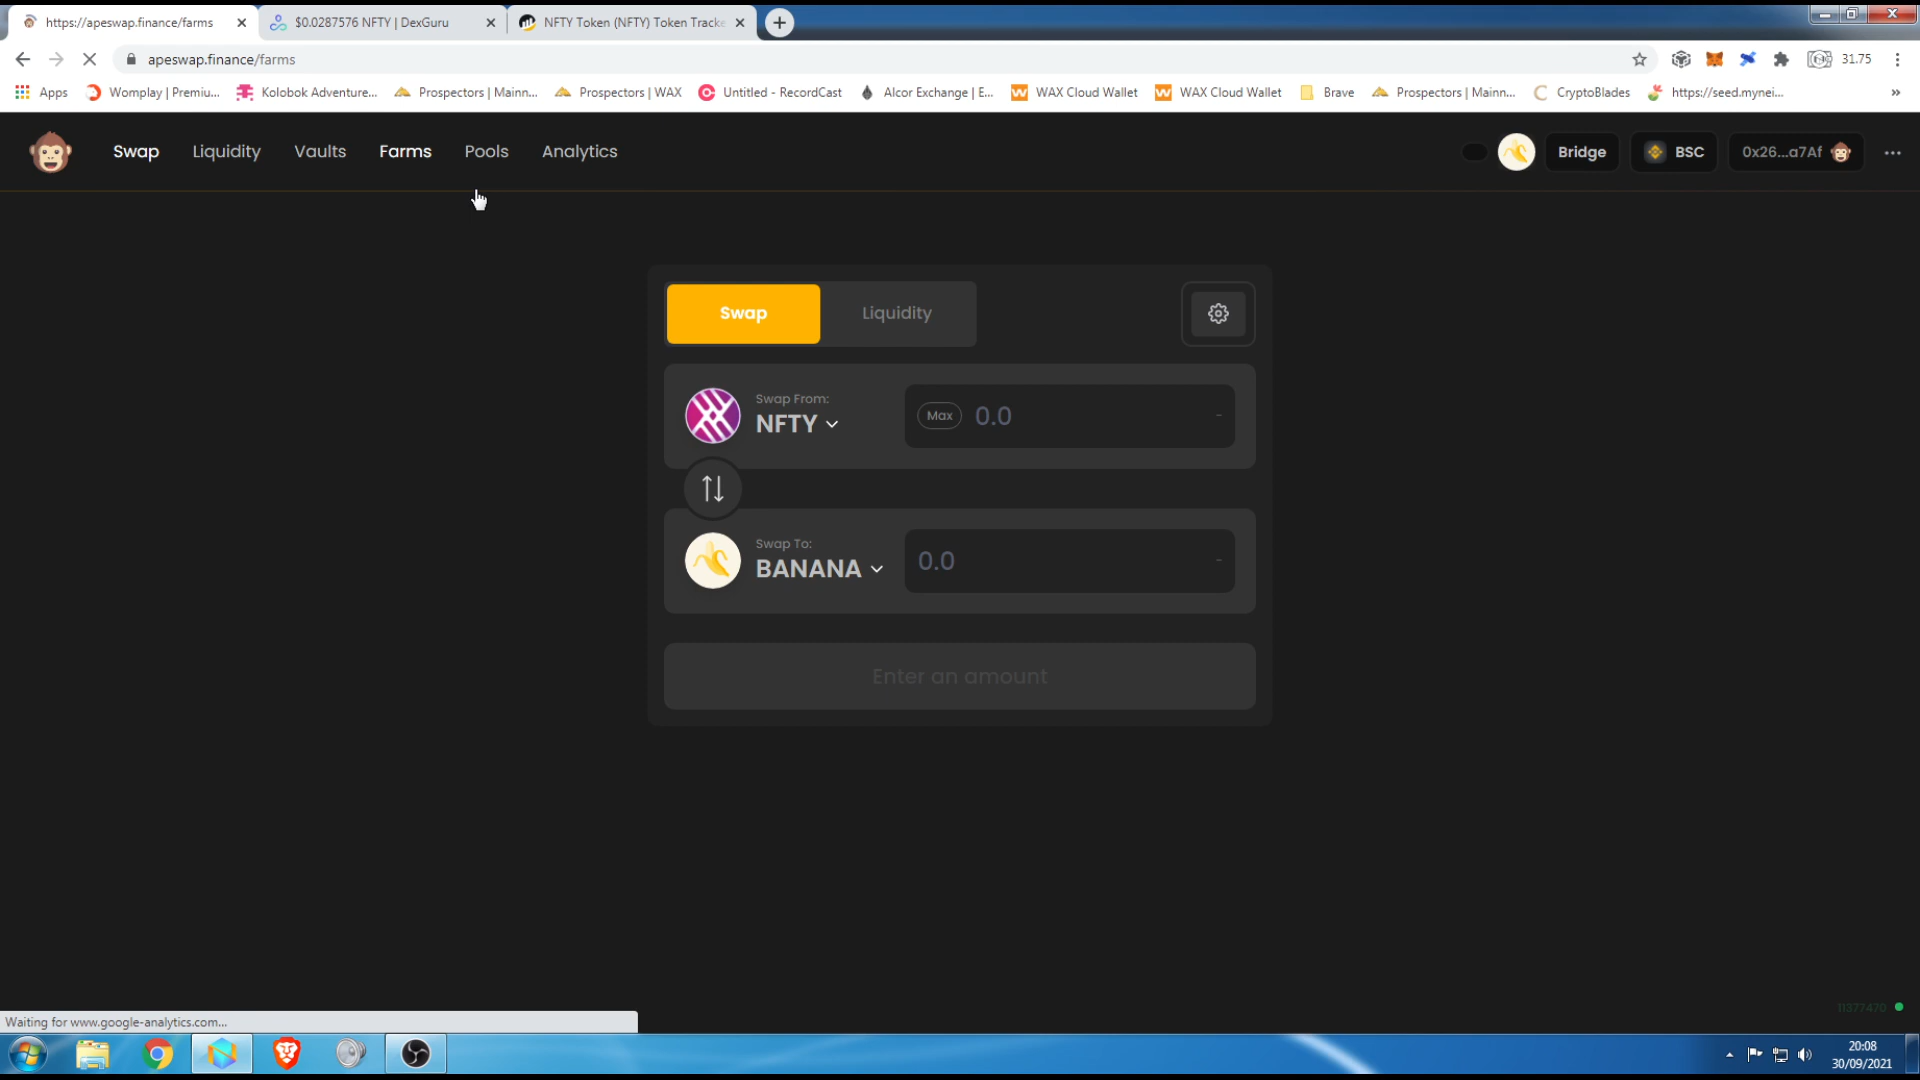 https://apeswap.finance/farms
$0.0287576 NFTY | DexGuru
NFTY Token (NFTY) Token Tracke
apeswap.finance/farms
31.75
Apps
Womplay | Premiu...
Kolobok Adventure...
Prospectors | Mainn...
Prospectors | WAX
Untitled - RecordCast
Alcor Exchange | E...
WAX Cloud Wallet
WAX Cloud Wallet
Brave
Prospectors | Mainn...
CryptoBlades
https://seed.mynei...
»
Swap
Liquidity
Vaults
Farms
Pools
Analytics
Bridge
BSC
0x26...a7Af
Swap
Liquidity
Swap From:
NFTY
Max
0.0
-
Swap To:
BANANA
0.0
-
Enter an amount
11377470
Waiting for www.google-analytics.com...
20:08
30/09/2021